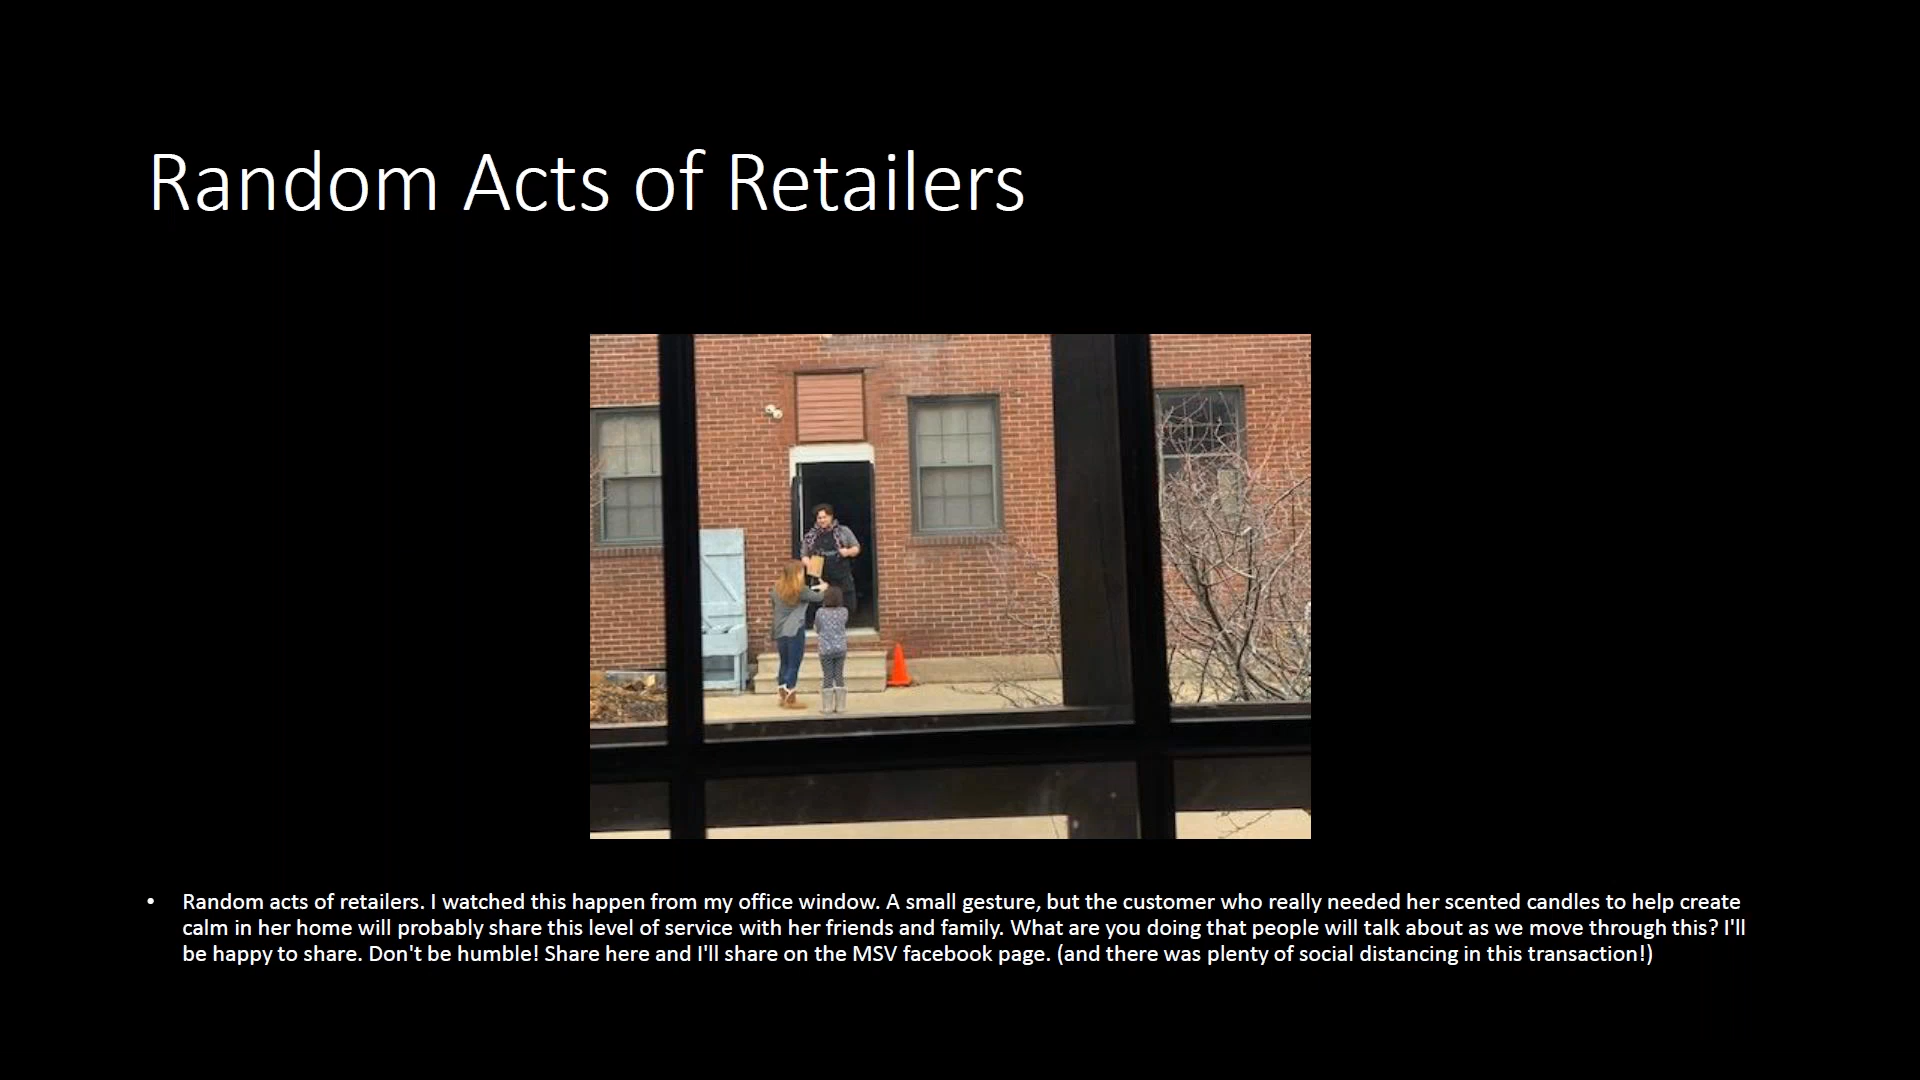 Random Acts of Retailers
• Random acts of retailers. I watched this happen from my office window. A small gesture, but the customer who really needed her scented candles to help create
calm in her home will probably share this level of service with her friends and family. What are you doing that people will talk about as we move through this? I'll
be happy to share. Don't be humble! Share here and I'll share on the MSV facebook page. (and there was plenty of social distancing in this transaction!)